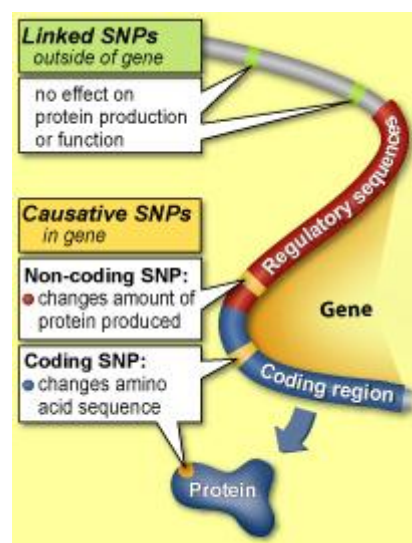 Linked SNPs
outside of gene
no effect on
protein production
or function
Regulatory sequences
Causative SNPs
in gene
Non-coding SNP:
changes amount of
protein produced
Gene
Coding SNP:
changes amino
acid sequence
Coding region
Protein